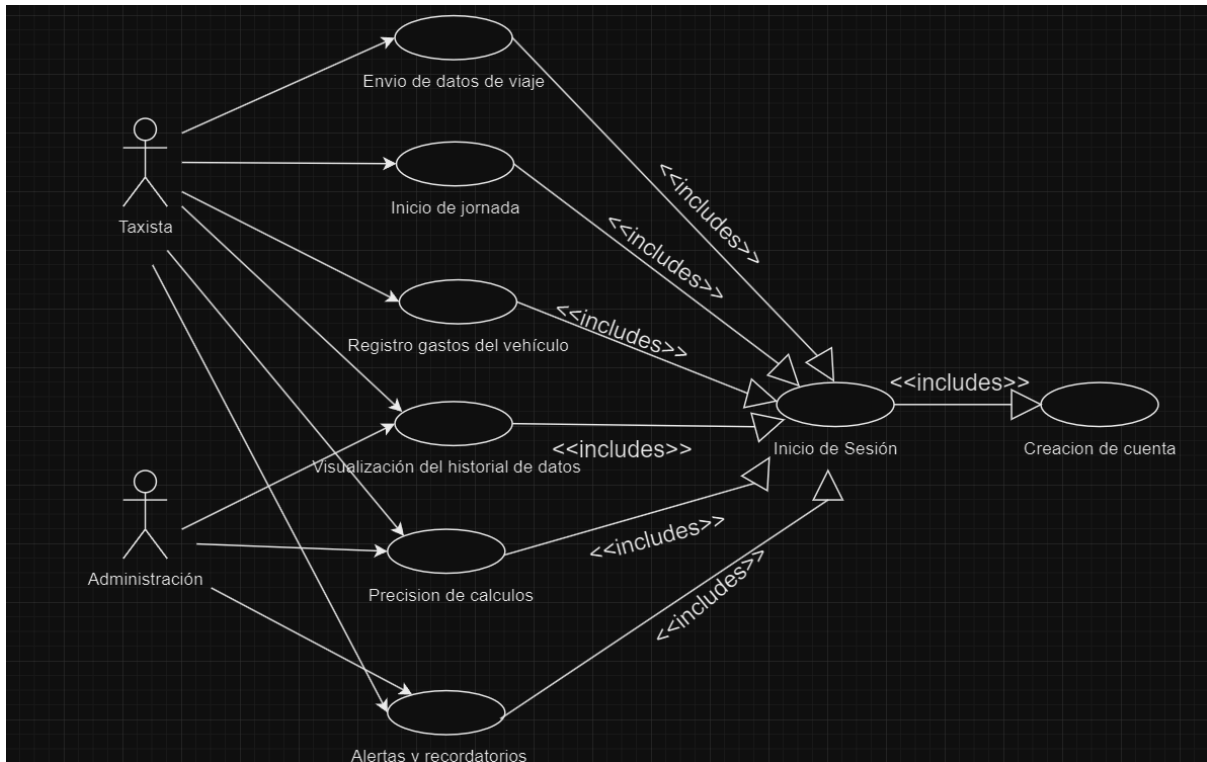 Envio de datos de viaje
<<includes>>
Taxista
Inicio de jornada
<<includes>>
Registro gastos del vehículo
<<includes>>
<<includes>>
Inicio de Sesión
Creacion de cuenta
Visualización del historial de datos
<<includes>>
Administración
Precision de calculos
<<includes>>
<<includes>>
Alertas y recordatorios